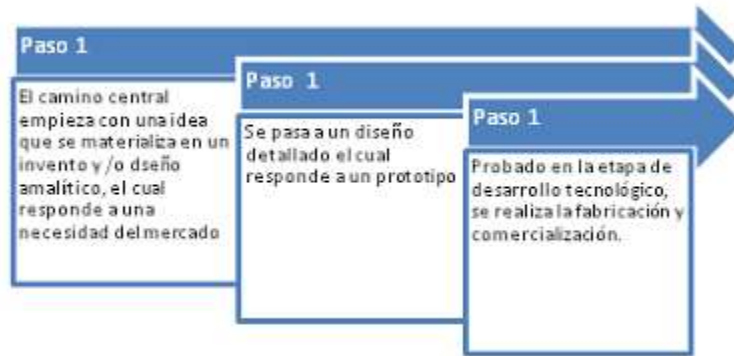 Paso 1
El camino central
empieza con una idea
que se materializa en un
invento y /o dseño
amalítico, el cual
responde a una
necesidad del mercado
Paso 1
Se pasa a un diseño
detallado el cual
responde a un prototipo
Paso 1
Probado en la etapa de
desarrollo tecnológico,
se realiza la fabricación y
comercialización.